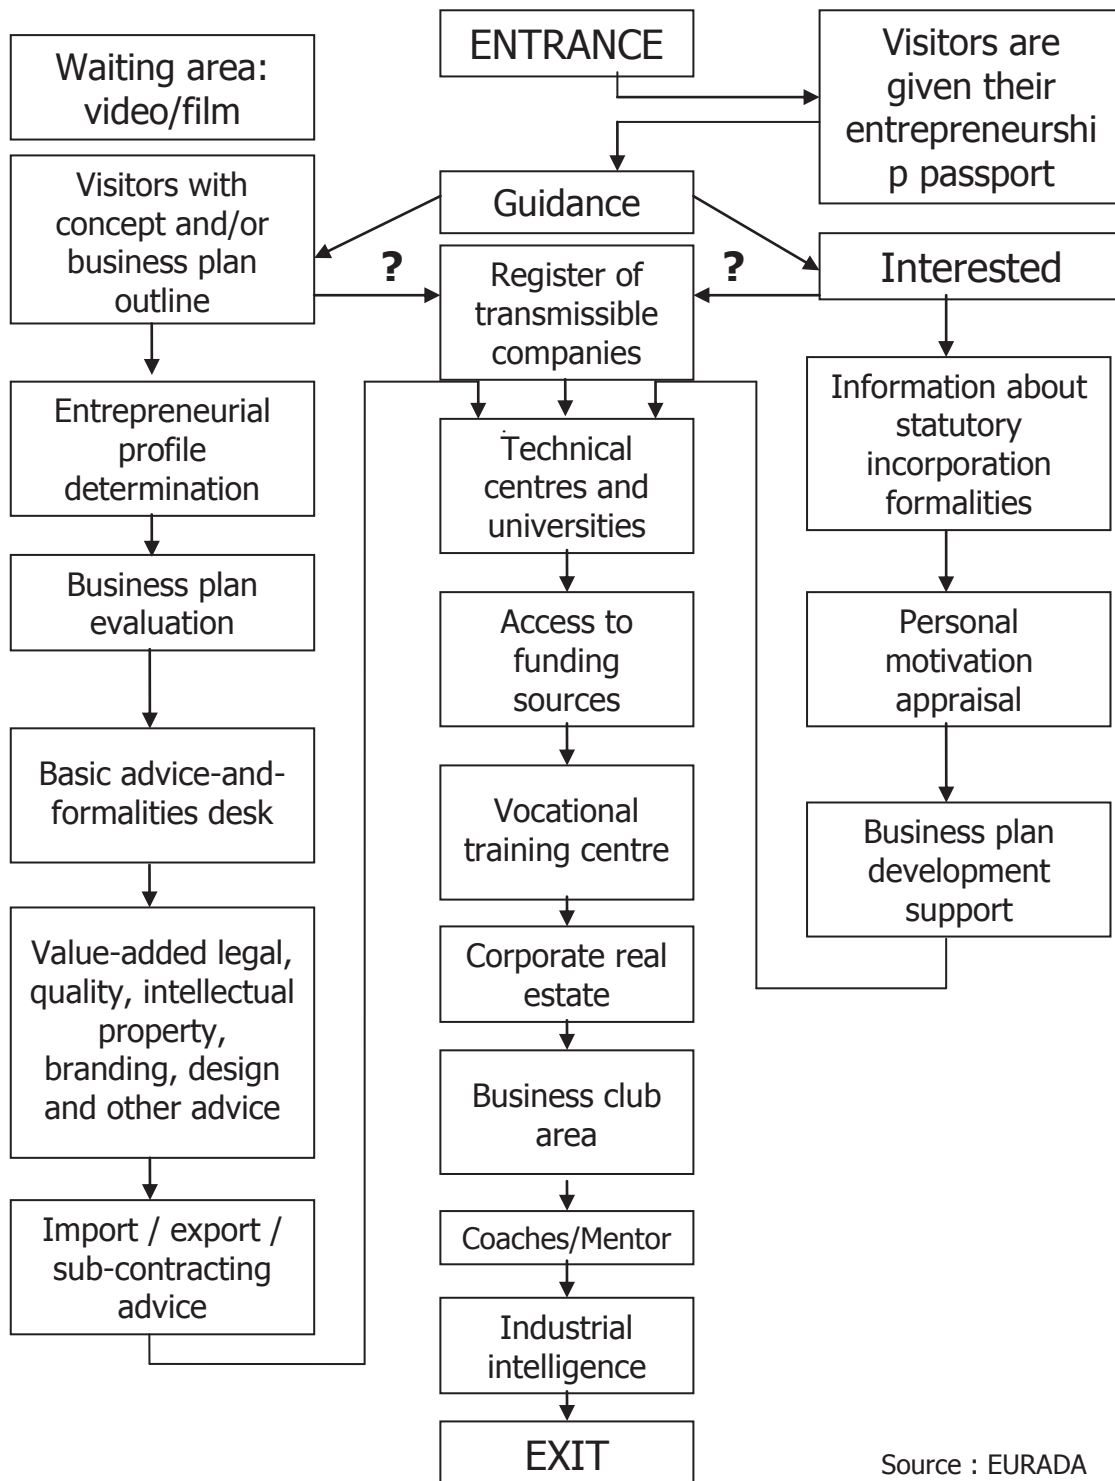 ENTRANCE
Visitors are
given their
entrepreneurshi
p passport
Waiting area:
video/film
Guidance
Visitors with
concept and/or
business plan
outline
?
Register of
transmissible
companies
?
Interested
Entrepreneurial
profile
determination
Business plan
evaluation
Basic advice-and-
formalities desk
Value-added legal,
quality, intellectual
property,
branding, design
and other advice
Import / export /
sub-contracting
advice
Technical
centres and
universities
Access to
funding
sources
Vocational
training centre
Corporate real
estate
Business club
area
Coaches/Mentor
Industrial
intelligence
EXIT
Information about
statutory
incorporation
formalities
Personal
motivation
appraisal
Business plan
development
support
Source : EURADA